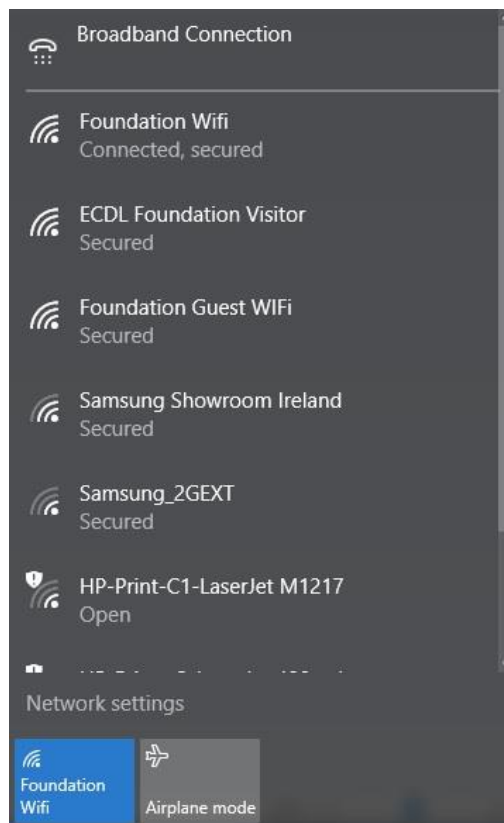 Broadband Connection
Foundation Wifi
Connected, secured
ECDL Foundation Visitor
Secured
Foundation Guest WIFi
Secured
Samsung Showroom Ireland
Secured
Samsung_2GEXT
Secured
HP-Print-C1-LaserJet M1217
Open
Network settings
Foundation
Wifi
Airplane mode